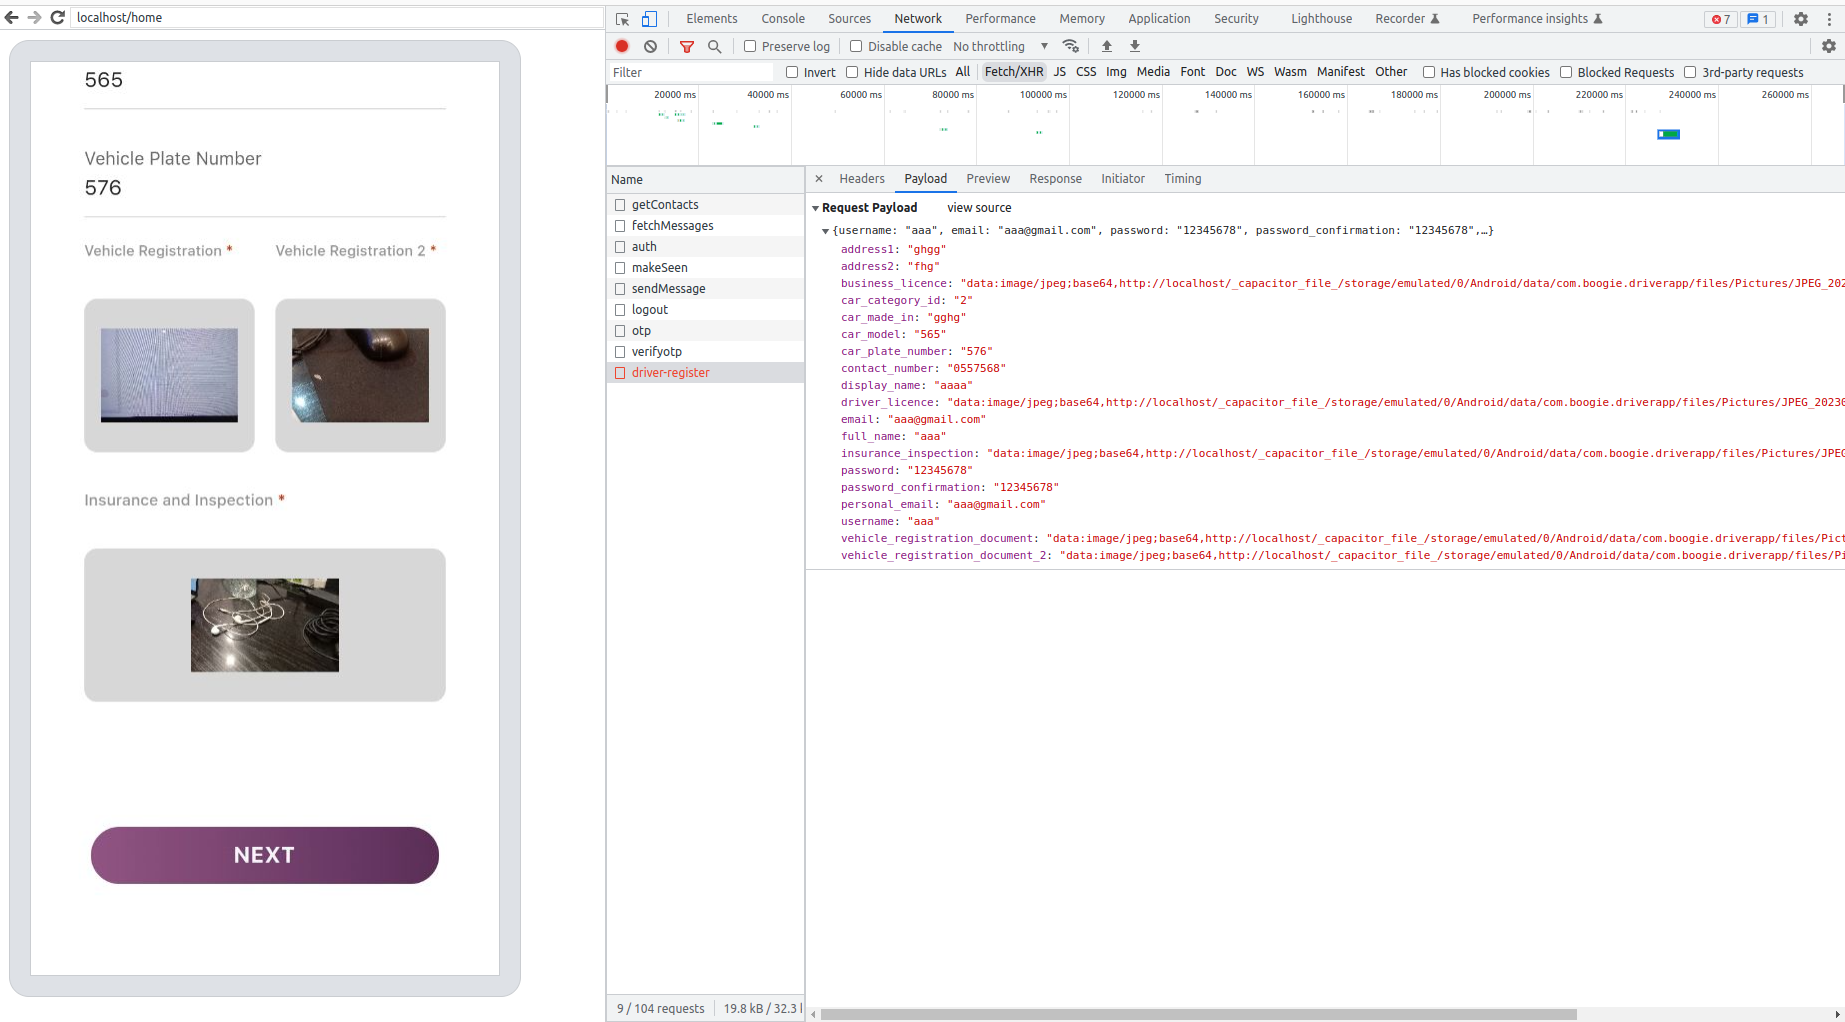 localhost/home
565
Vehicle Plate Number
576
Vehicle Registration *
Vehicle Registration 2 *
Insurance and Inspection *
NEXT
Elements Console Sources Network Performance Memory Application Security Lighthouse Recorder Performance insights 7 1
Preserve log Disable cache No throttling
Filter Invert Hide data URLs All Fetch/XHR JS CSS Img Media Font Doc WS Wasm Manifest Other Has blocked cookies Blocked Requests 3rd-party requests
20000 ms 40000 ms 60000 ms 80000 ms 100000 ms 120000 ms 140000 ms 160000 ms 180000 ms 200000 ms 220000 ms 240000 ms 260000 ms
Name
getContacts
fetchMessages
auth
makeSeen
sendMessage
logout
otp
verifyotp
driver-register
9 / 104 requests 19.8 kB / 32.3
× Headers Payload Preview Response Initiator Timing
Request Payload view source
{username: "aaa", email: "aaa@gmail.com", password: "12345678", password_confirmation: "12345678",…}
address1: "ghgg"
address2: "fhg"
business_licence: "data:image/jpeg;base64,http://localhost/_capacitor_file_/storage/emulated/0/Android/data/com.boogie.driverapp/files/Pictures/JPEG_202
car_category_id: "2"
car_made_in: "gghg"
car_model: "565"
car_plate_number: "576"
contact_number: "0557568"
display_name: "aaaa"
driver_licence: "data:image/jpeg;base64,http://localhost/_capacitor_file_/storage/emulated/0/Android/data/com.boogie.driverapp/files/Pictures/JPEG_20230
email: "aaa@gmail.com"
full_name: "aaa"
insurance_inspection: "data:image/jpeg;base64,http://localhost/_capacitor_file_/storage/emulated/0/Android/data/com.boogie.driverapp/files/Pictures/JPEG
password: "12345678"
password_confirmation: "12345678"
personal_email: "aaa@gmail.com"
username: "aaa"
vehicle_registration_document: "data:image/jpeg;base64,http://localhost/_capacitor_file_/storage/emulated/0/Android/data/com.boogie.driverapp/files/Pict
vehicle_registration_document_2: "data:image/jpeg;base64,http://localhost/_capacitor_file_/storage/emulated/0/Android/data/com.boogie.driverapp/files/Pi